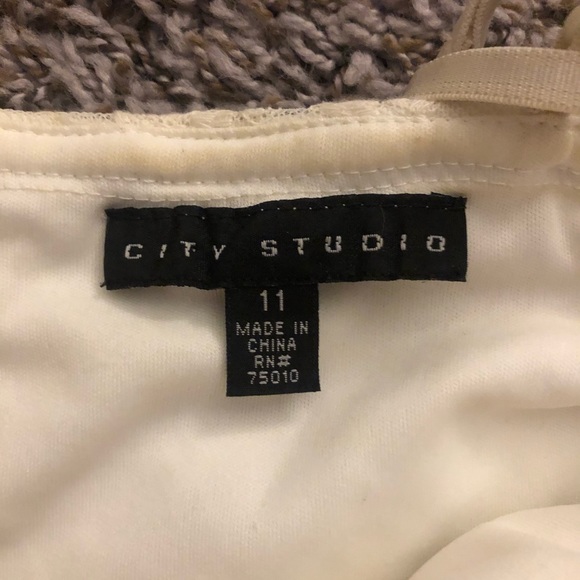 CITY STUDIO
11
MADE IN
CHINA
RN#
75010